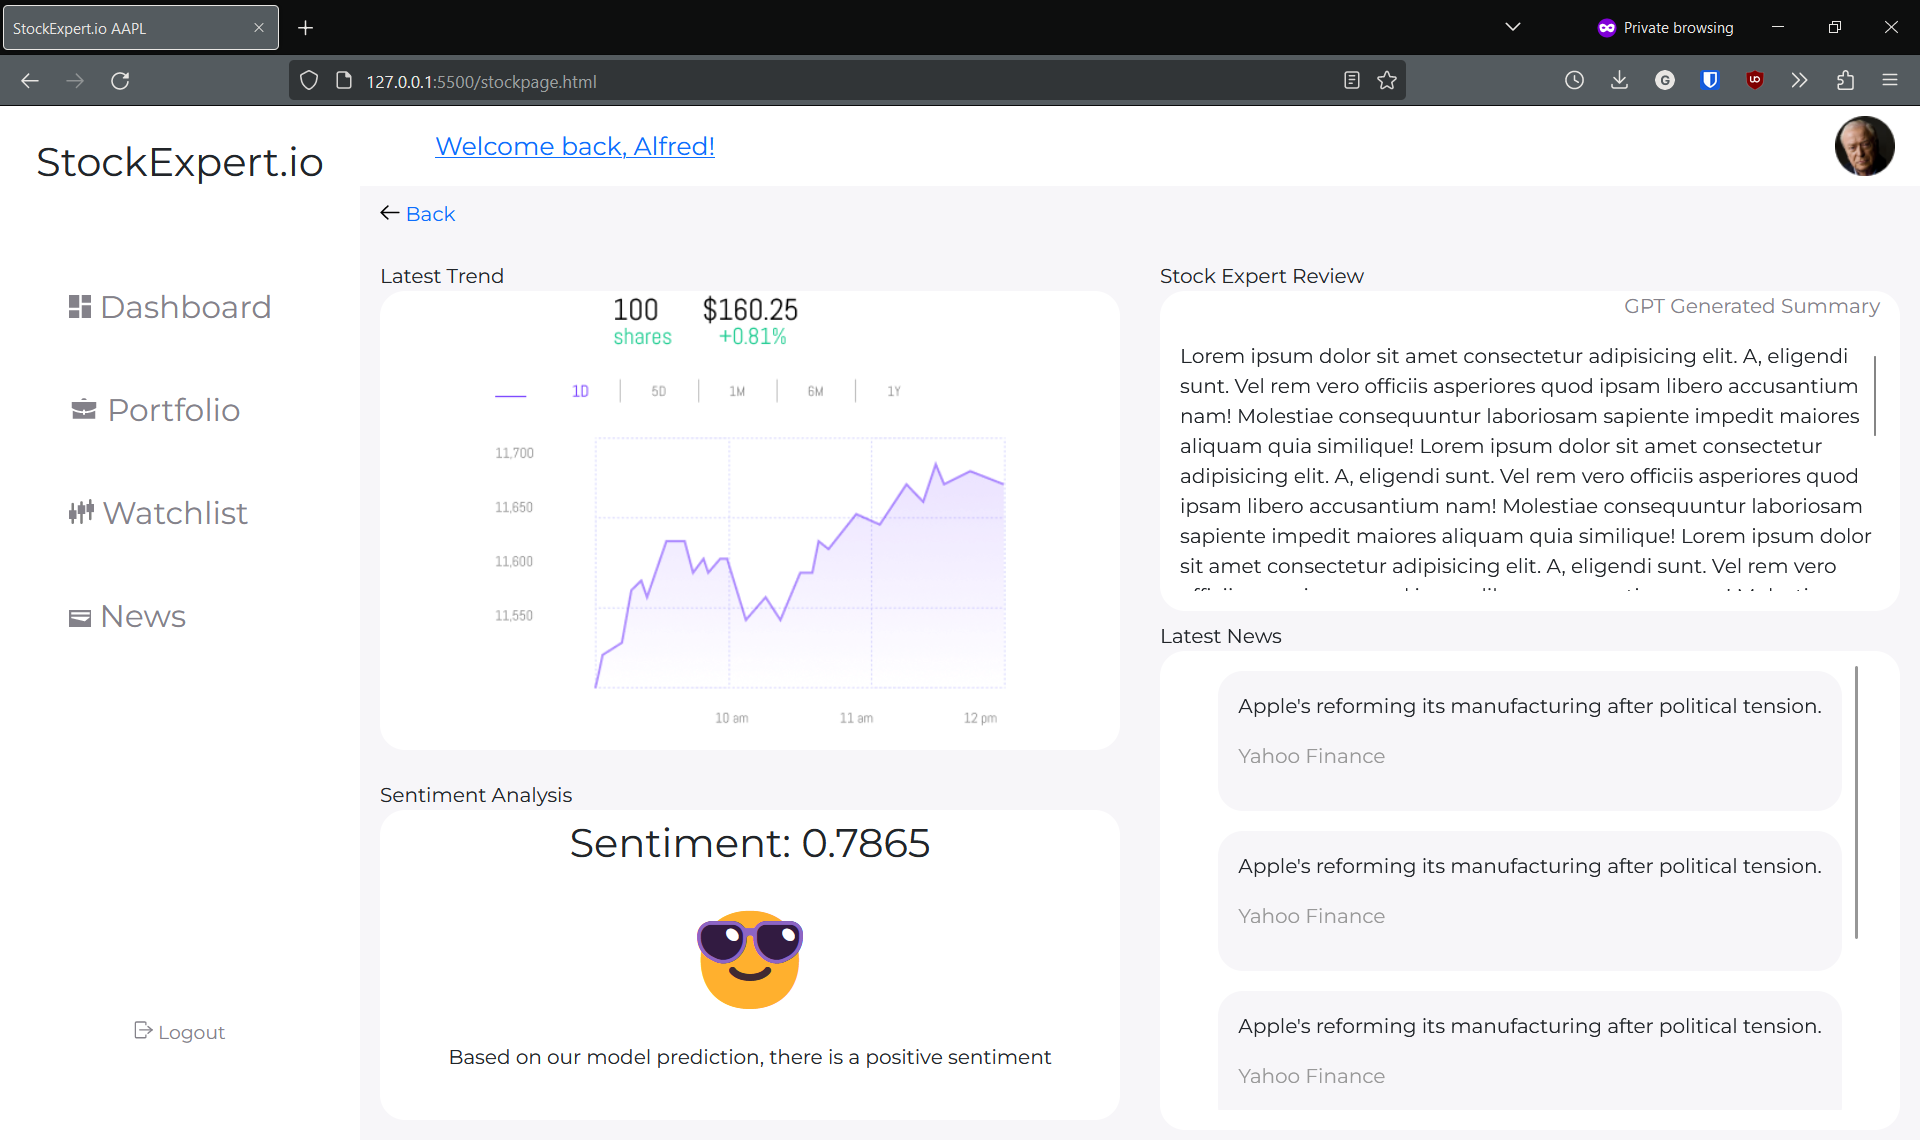 StockExpert.io AAPL
Private browsing
127.0.0.1:5500/stockpage.html
StockExpert.io
Welcome back, Alfred!
Dashboard
Portfolio
Watchlist
News
Logout
Back
Latest Trend
100 $160.25
shares +0.81%
1D 5D 1M 6M 1Y
11,700
11,650
11,600
11,550
10 am 11 am 12 pm
Sentiment Analysis
Sentiment: 0.7865
Based on our model prediction, there is a positive sentiment
Stock Expert Review
GPT Generated Summary
Lorem ipsum dolor sit amet consectetur adipisicing elit. A, eligendi
sunt. Vel rem vero officiis asperiores quod ipsam libero accusantium
nam! Molestiae consequuntur laboriosam sapiente impedit maiores
aliquam quia similique! Lorem ipsum dolor sit amet consectetur
adipisicing elit. A, eligendi sunt. Vel rem vero officiis asperiores quod
ipsam libero accusantium nam! Molestiae consequuntur laboriosam
sapiente impedit maiores aliquam quia similique! Lorem ipsum dolor
sit amet consectetur adipisicing elit. A, eligendi sunt. Vel rem vero
Latest News
Apple's reforming its manufacturing after political tension.
Yahoo Finance
Apple's reforming its manufacturing after political tension.
Yahoo Finance
Apple's reforming its manufacturing after political tension.
Yahoo Finance